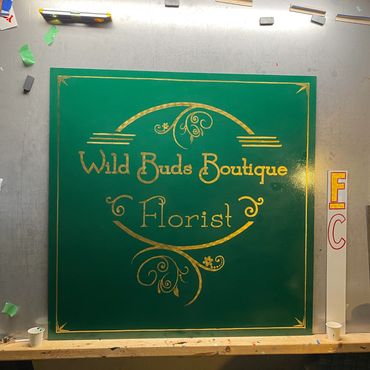 Wild Buds Boutique
Florist
E
C